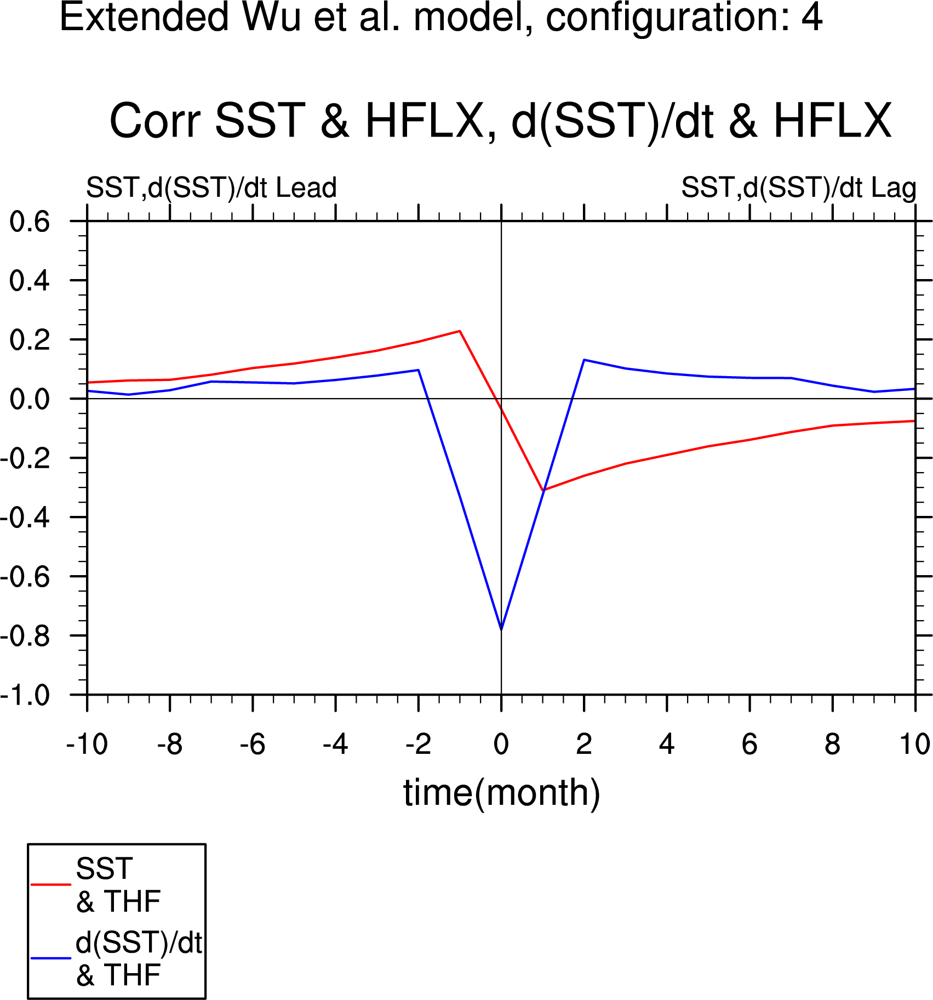 Extended Wu et al. model, configuration: 4
Corr SST & HFLX, d(SST)/dt & HFLX
SST,d(SST)/dt Lead
SST,d(SST)/dt Lag
0.6
0.4
0.2
0.0
-0.2
-0.4
-0.6
-0.8
-1.0
-10 -8 -6 -4 -2 0 2 4 6 8 10
time(month)
SST
& THF
d(SST)/dt
& THF